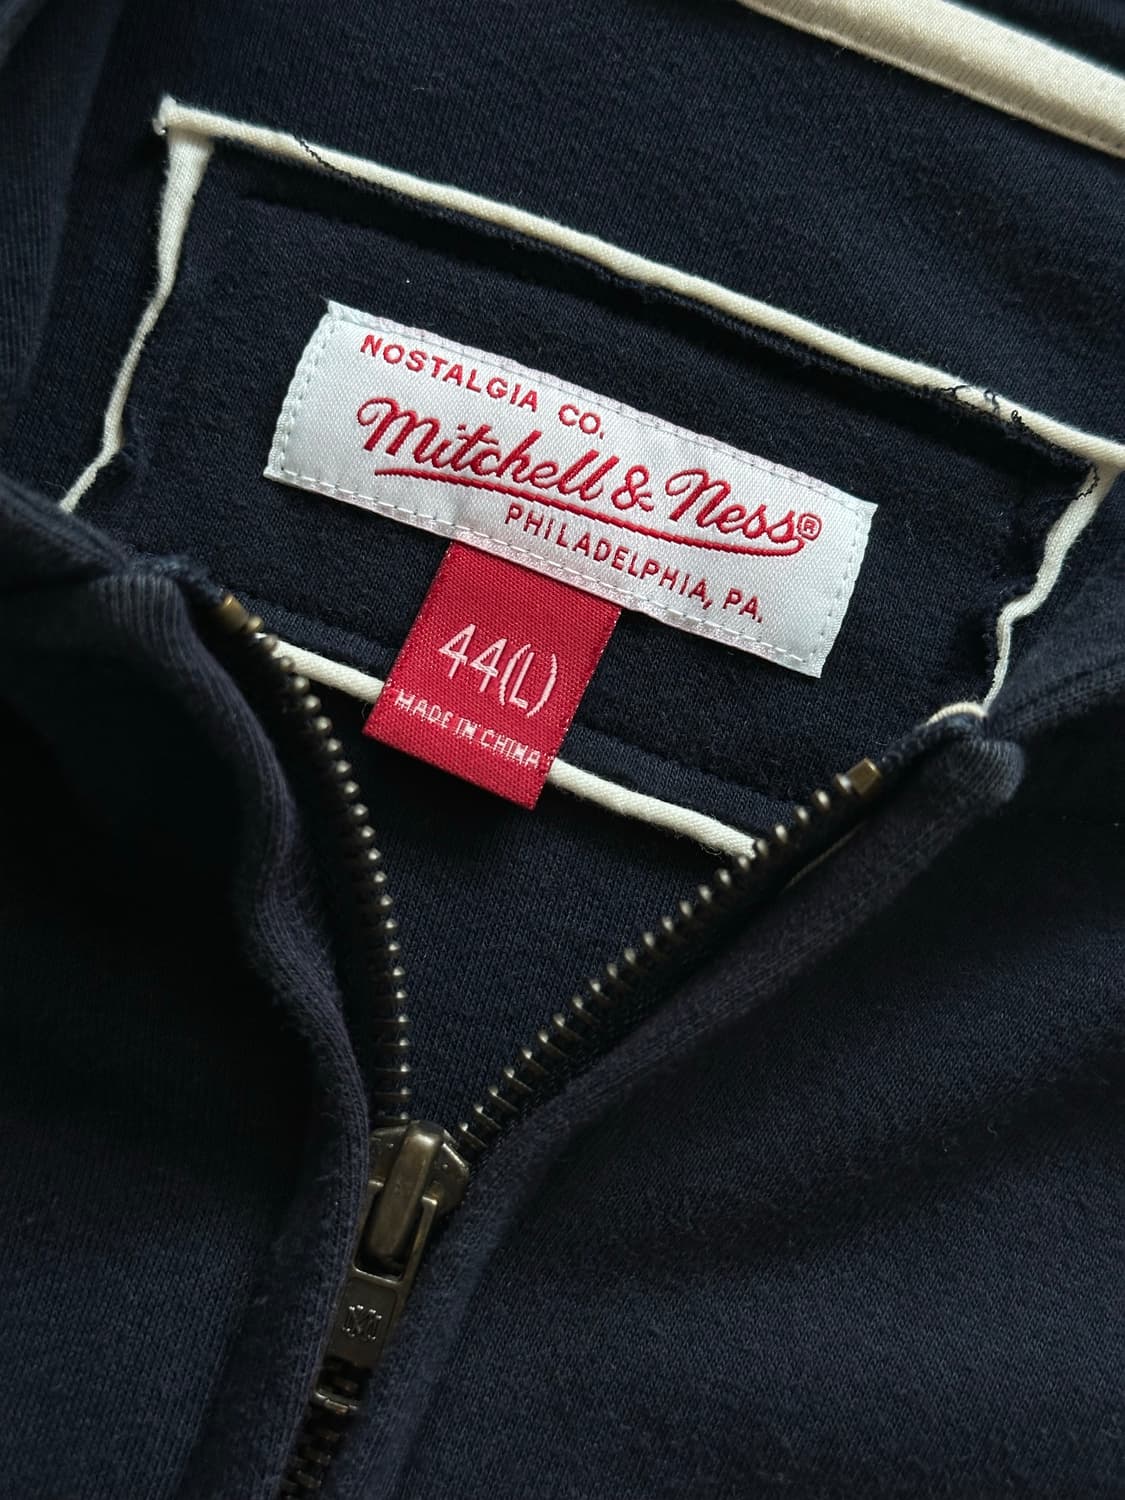 NOSTALGIA CO.
Mitchell & Ness®
PHILADELPHIA, PA.
44(L)
MADE IN CHINA